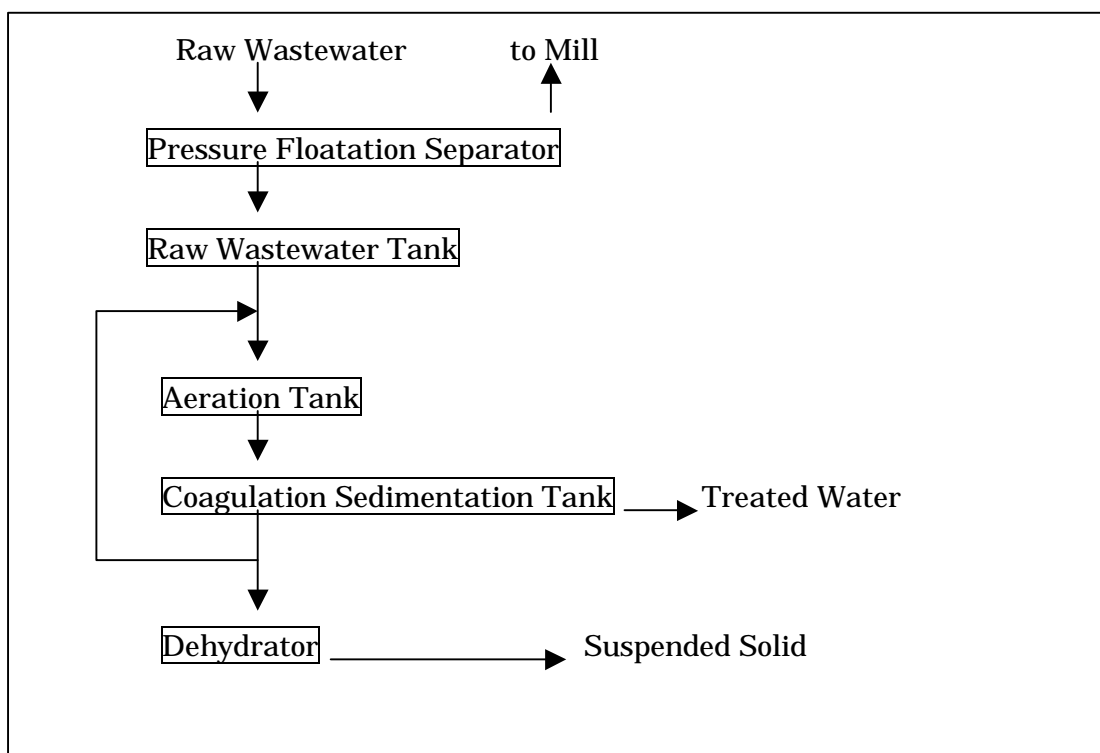 Raw Wastewater to Mill
Pressure Floatation Separator
Raw Wastewater Tank
Aeration Tank
Coagulation Sedimentation Tank Treated Water
Dehydrator Suspended Solid